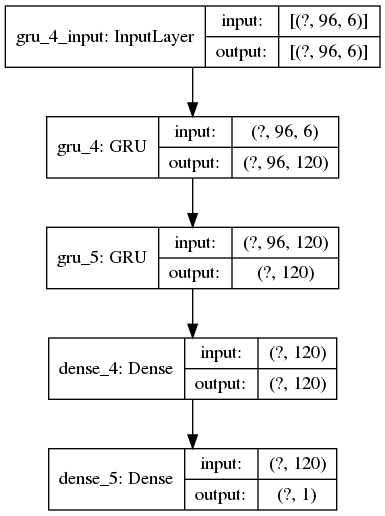 gru_4_input: InputLayer
input:
[(?, 96, 6)]
output:
[(?, 96, 6)]
gru_4: GRU
input:
(?, 96, 6)
output:
(?, 96, 120)
gru_5: GRU
input:
(?, 96, 120)
output:
(?, 120)
dense_4: Dense
input:
(?, 120)
output:
(?, 120)
dense_5: Dense
input:
(?, 120)
output:
(?, 1)